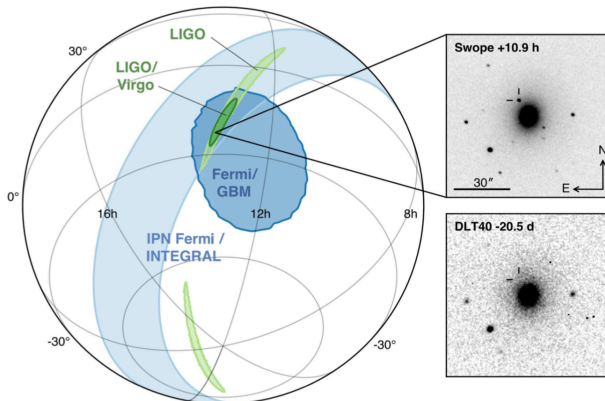 30°
LIGO
LIGO/
Virgo
Fermi/
GBM
0°
16h
12h
8h
IPN Fermi /
INTEGRAL
-30°
-30°
Swope +10.9 h
30"
N
E
DLT40 -20.5 d